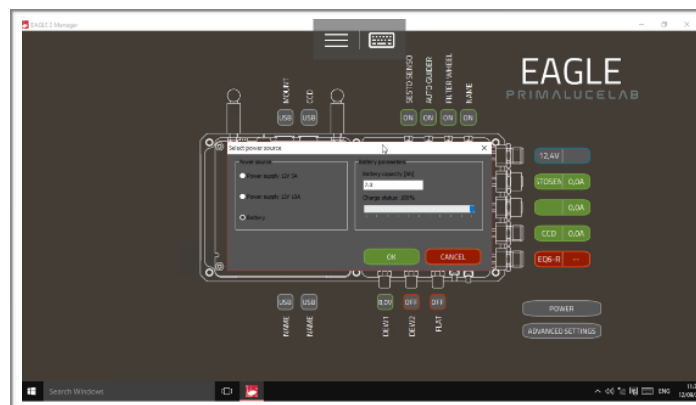 EAGLE 2 Manager
EAGLE
PRIMALUCELAB
MOUNT
CCD
SESTO SENSO
AUTO GUIDER
FILTER WHEEL
NAME
USB
USB
ON
ON
ON
ON
Select power source
Power source
Power supply 12V 5A
Power supply 12V 10A
Battery
Battery parameters
Battery capacity [Ah]
7.0
Charge status: 100%
OK
CANCEL
12,4V
STOSEN 0,0A
0,0A
CCD 0,0A
EQ6-R --
USB
USB
OFF
OFF
NAME
NAME
DEW1
DEW2
FLAT
POWER
ADVANCED SETTINGS
Search Windows
ENG